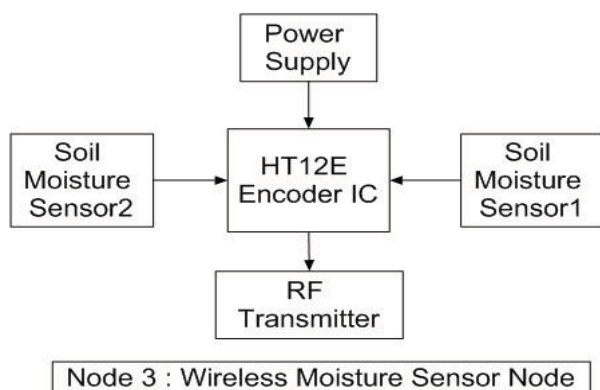 Power
Supply
Soil
Moisture
Sensor2
HT12E
Encoder IC
Soil
Moisture
Sensor1
RF
Transmitter
Node 3 : Wireless Moisture Sensor Node